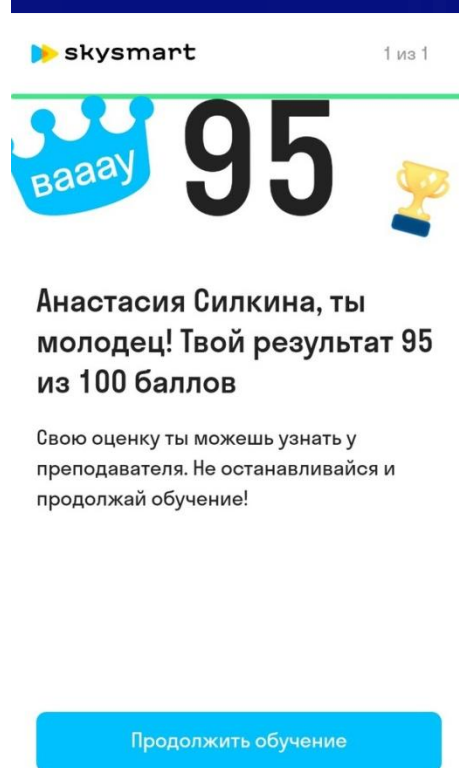 skysmart
1 из 1
вааау
95
Анастасия Силкина, ты
молодец! Твой результат 95
из 100 баллов
Свою оценку ты можешь узнать у
преподавателя. Не останавливайся и
продолжай обучение!
Продолжить обучение